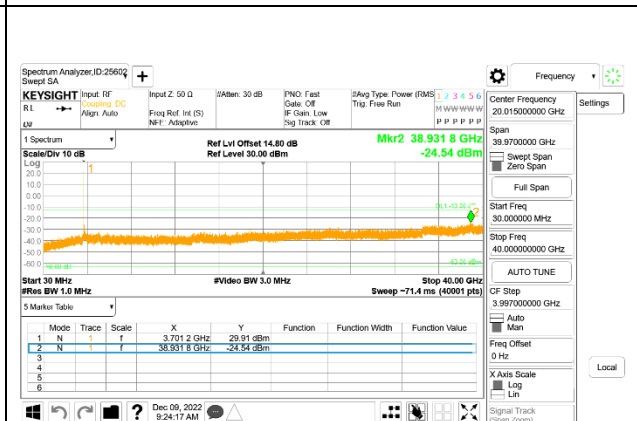 Spectrum Analyzer,ID:25602
Swept SA
KEYSIGHT
RL
Input: RF
Coupling: DC
Align: Auto
Input Z: 50 Ω
Freq Ref: Int (S)
NFE: Adaptive
#Atten: 30 dB
PNO: Fast
Gate: Off
IF Gain: Low
Sig Track: Off
#Avg Type: Power (RMS
Trig: Free Run
1 2 3 4 5 6
M W W W W W
P P P P P P
1 Spectrum
Scale/Div 10 dB
Log
Ref Lvl Offset 14.80 dB
Ref Level 30.00 dBm
Mkr2 38.931 8 GHz
-24.54 dBm
20.0
10.0
0.00
-10.0
-20.0
-30.0
-40.0
-50.0
-60.0
1
2
Start 30 MHz
#Res BW 1.0 MHz
#Video BW 3.0 MHz
Stop 40.00 GHz
Sweep ~71.4 ms (40001 pts)
5 Marker Table
Mode Trace Scale X Y Function Function Width Function Value
1 N 1 f 3.701 2 GHz 29.91 dBm
2 N 1 f 38.931 8 GHz -24.54 dBm
3
4
5
6
?
Dec 09, 2022
9:24:17 AM
Frequency
Settings
Center Frequency
20.015000000 GHz
Span
39.9700000 GHz
Swept Span
Zero Span
Full Span
Start Freq
30.000000 MHz
Stop Freq
40.000000000 GHz
AUTO TUNE
CF Step
3.997000000 GHz
Auto
Man
Freq Offset
0 Hz
X Axis Scale
Log
Lin
Signal Track
(Span Zoom)
Local